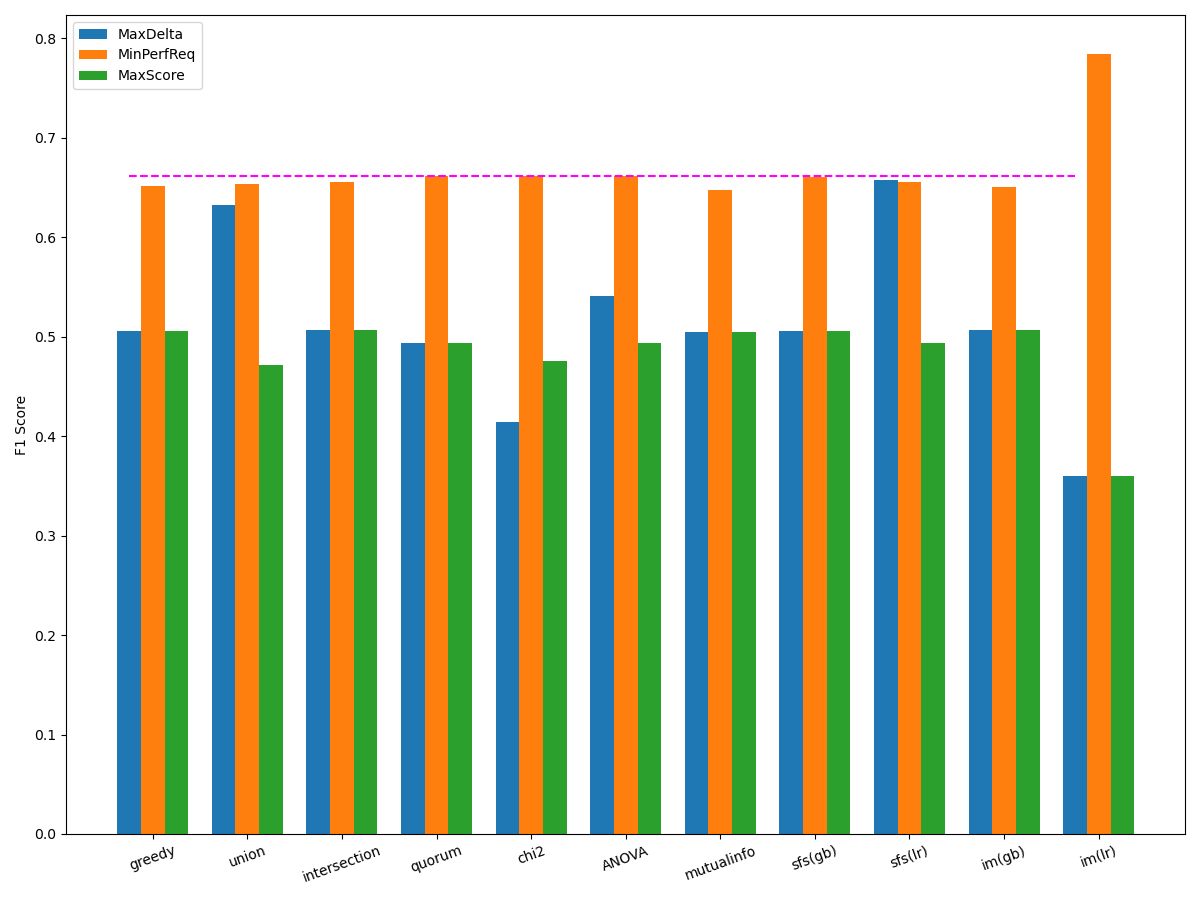 MaxDelta
MinPerfReq
MaxScore
F1 Score
0.8
0.7
0.6
0.5
0.4
0.3
0.2
0.1
0.0
greedy
union
intersection
quorum
chi2
ANOVA
mutualinfo
sfs(gb)
sfs(lr)
im(gb)
im(lr)